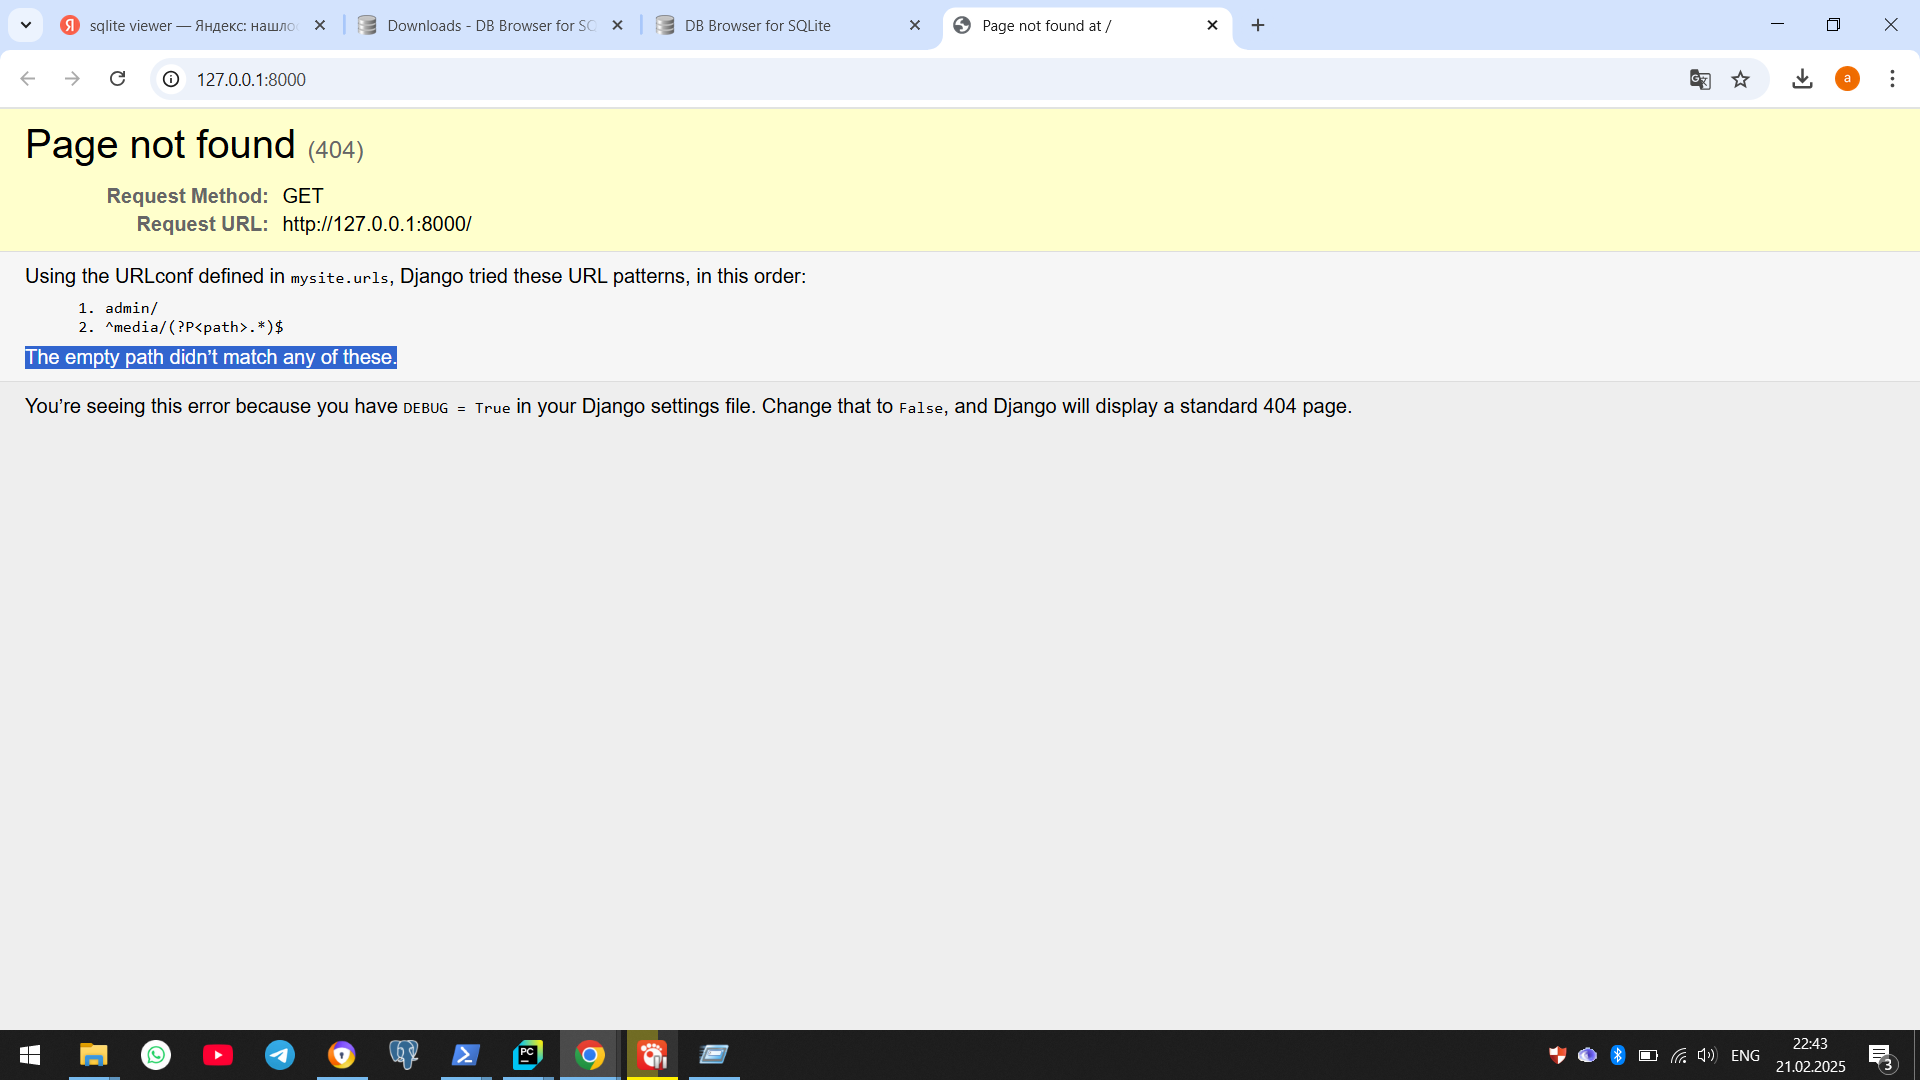 sqlite viewer — Яндекс: нашло
Downloads - DB Browser for SQ
DB Browser for SQLite
Page not found at /
127.0.0.1:8000
a
Page not found (404)
Request Method: GET
Request URL: http://127.0.0.1:8000/
Using the URLconf defined in mysite.urls, Django tried these URL patterns, in this order:
1. admin/
2. ^media/(?P<path>.*)$
The empty path didn’t match any of these.
You’re seeing this error because you have DEBUG = True in your Django settings file. Change that to False, and Django will display a standard 404 page.
PC
ENG
22:43
21.02.2025
3